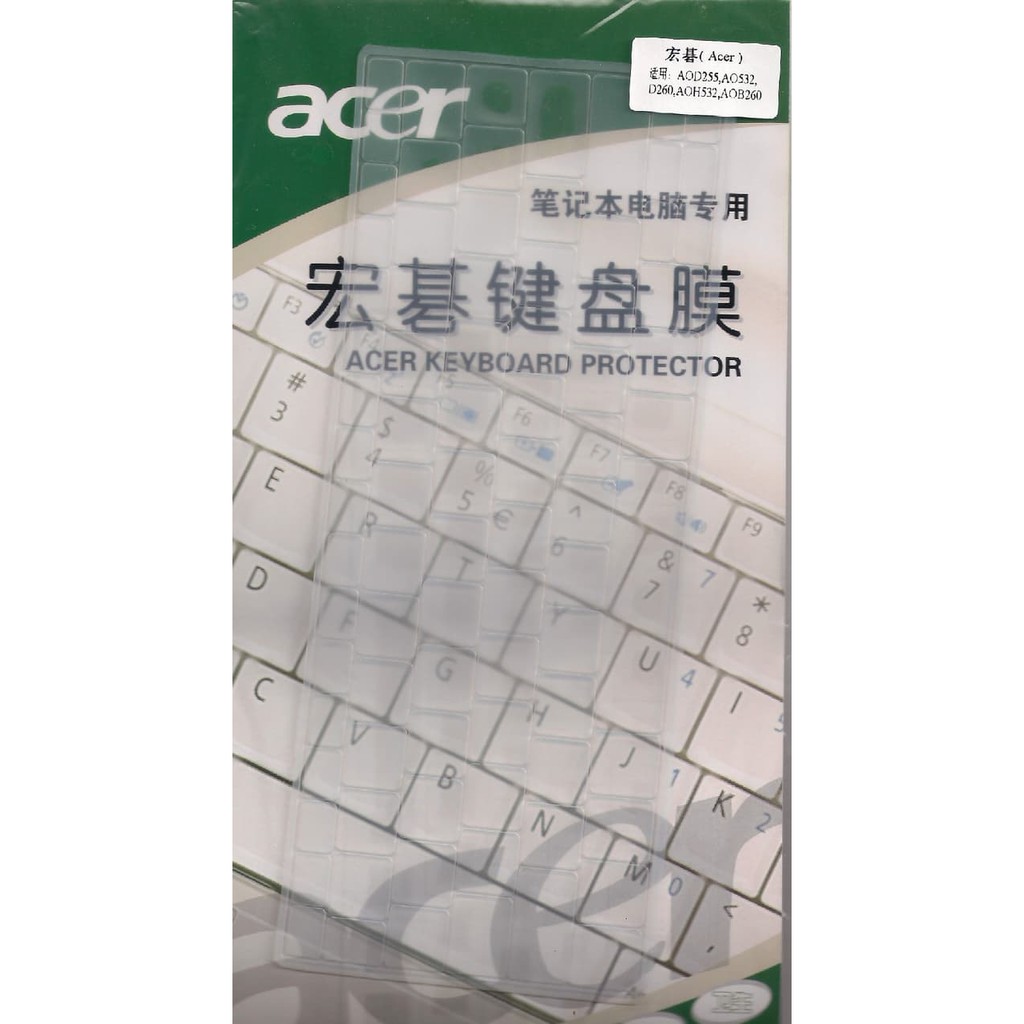 acer
宏碁(Acer)
适用: AOD255,AO532,
D260,AOH532,AOB260
笔记本电脑专用
宏碁键盘膜
ACER KEYBOARD PROTECTOR
F3
F6
F7
F8
F9
#
3
$
4
%
5 €
^
6
&
7 7
*
8
E
R
T
Y
U 4
I 5
D
F
G
H
J 1
K 2
C
V
B
N
M 0
<
,
acer